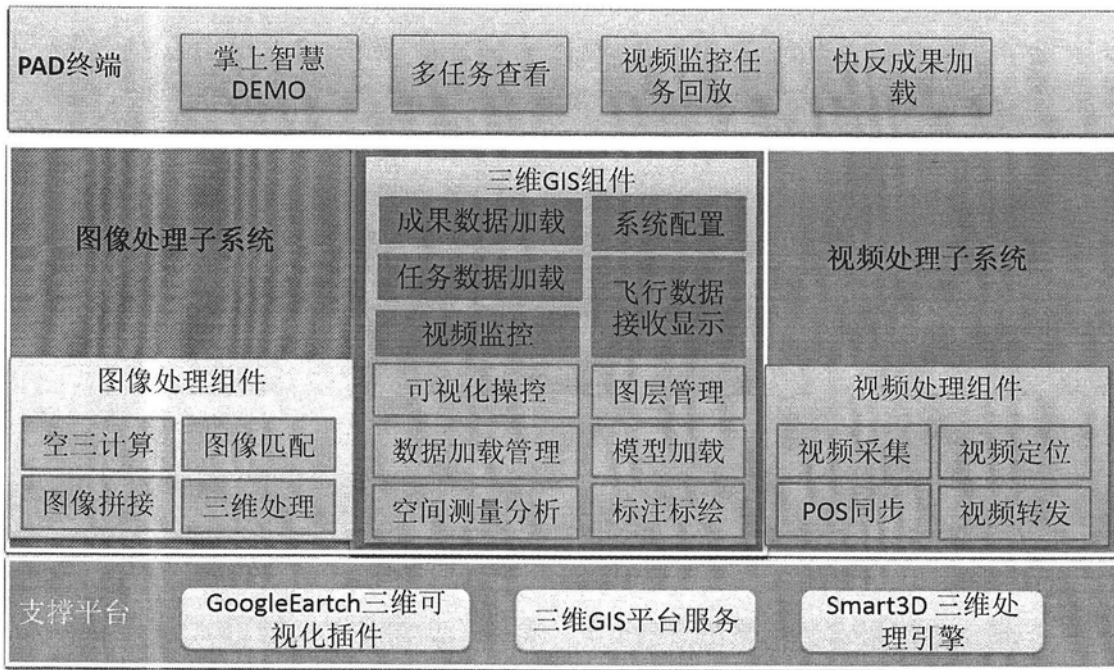 PAD终端
掌上智慧
DEMO
多任务查看
视频监控任
务回放
快反成果加
载
图像处理子系统
图像处理组件
空三计算
图像匹配
图像拼接
三维处理
三维GIS组件
成果数据加载
系统配置
任务数据加载
飞行数据
接收显示
视频监控
可视化操控
图层管理
数据加载管理
模型加载
空间测量分析
标注标绘
视频处理子系统
视频处理组件
视频采集
视频定位
POS同步
视频转发
支撑平台
GoogleEartch三维可
视化插件
三维GIS平台服务
Smart3D 三维处
理引擎